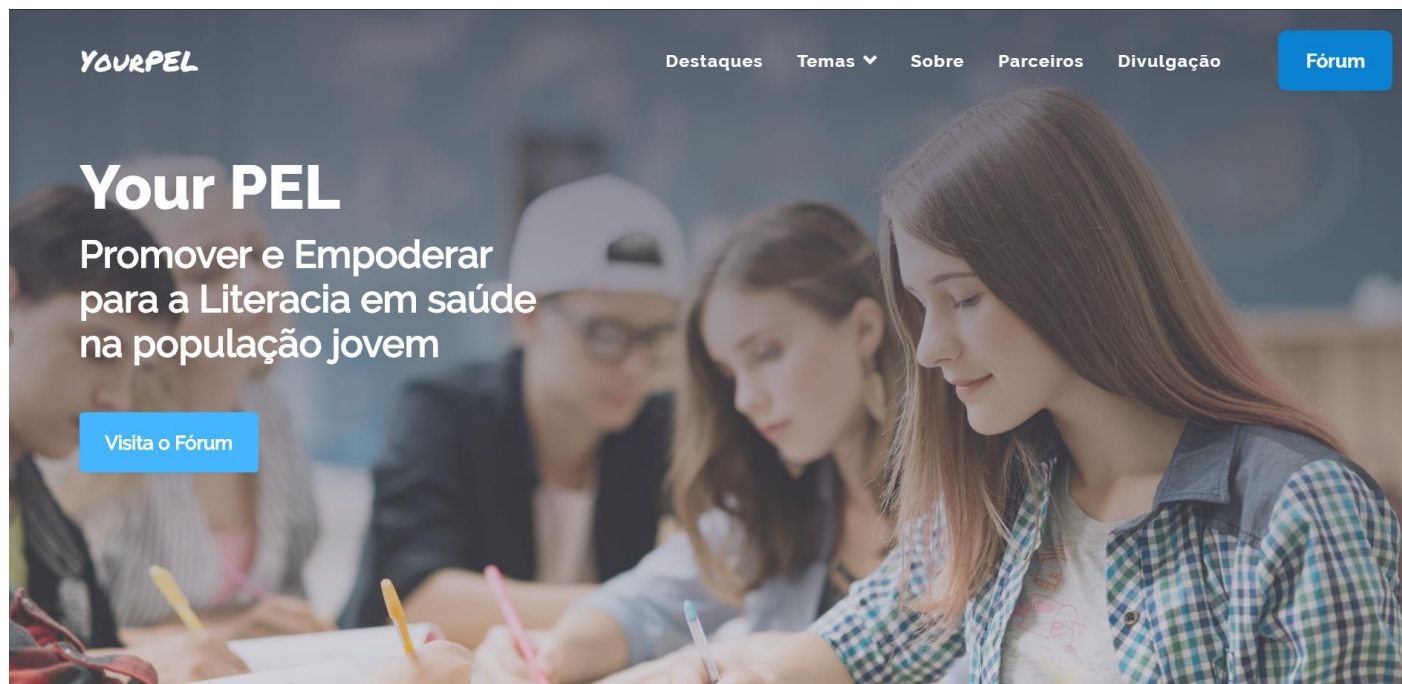 YourPEL
Destaques Temas Sobre Parceiros Divulgação Fórum
Your PEL
Promover e Empoderar
para a Literacia em saúde
na população jovem
Visita o Fórum